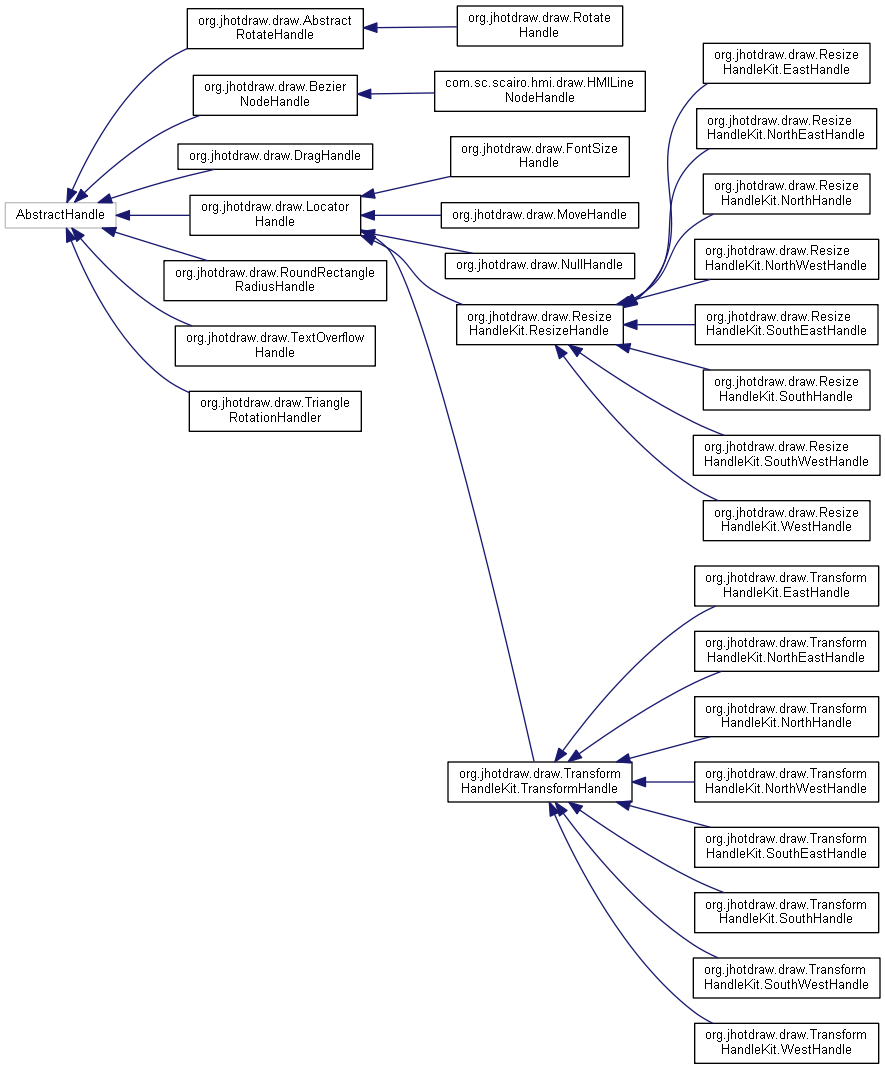 AbstractHandle
org.jhotdraw.draw.Abstract
RotateHandle
org.jhotdraw.draw.Bezier
NodeHandle
org.jhotdraw.draw.DragHandle
org.jhotdraw.draw.Locator
Handle
org.jhotdraw.draw.RoundRectangle
RadiusHandle
org.jhotdraw.draw.TextOverflow
Handle
org.jhotdraw.draw.Triangle
RotationHandler
org.jhotdraw.draw.Rotate
Handle
com.sc.scairo.hmi.draw.HMILine
NodeHandle
org.jhotdraw.draw.FontSize
Handle
org.jhotdraw.draw.MoveHandle
org.jhotdraw.draw.NullHandle
org.jhotdraw.draw.Resize
HandleKit.ResizeHandle
org.jhotdraw.draw.Transform
HandleKit.TransformHandle
org.jhotdraw.draw.Resize
HandleKit.EastHandle
org.jhotdraw.draw.Resize
HandleKit.NorthEastHandle
org.jhotdraw.draw.Resize
HandleKit.NorthHandle
org.jhotdraw.draw.Resize
HandleKit.NorthWestHandle
org.jhotdraw.draw.Resize
HandleKit.SouthEastHandle
org.jhotdraw.draw.Resize
HandleKit.SouthHandle
org.jhotdraw.draw.Resize
HandleKit.SouthWestHandle
org.jhotdraw.draw.Resize
HandleKit.WestHandle
org.jhotdraw.draw.Transform
HandleKit.EastHandle
org.jhotdraw.draw.Transform
HandleKit.NorthEastHandle
org.jhotdraw.draw.Transform
HandleKit.NorthHandle
org.jhotdraw.draw.Transform
HandleKit.NorthWestHandle
org.jhotdraw.draw.Transform
HandleKit.SouthEastHandle
org.jhotdraw.draw.Transform
HandleKit.SouthHandle
org.jhotdraw.draw.Transform
HandleKit.SouthWestHandle
org.jhotdraw.draw.Transform
HandleKit.WestHandle